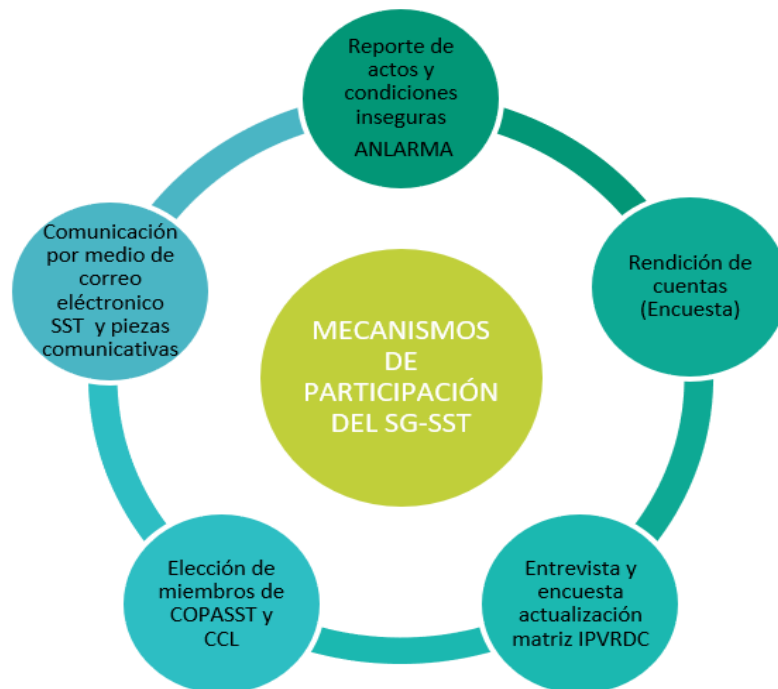 Reporte de
actos y
condiciones
inseguras
ANLARMA
Rendición de
cuentas
(Encuesta)
Entrevista y
encuesta
actualización
matriz IPVRDC
Elección de
miembros de
COPASST y
CCL
Comunicación
por medio de
correo
eléctronico
SST y piezas
comunicativas
MECANISMOS
DE
PARTICIPACIÓN
DEL SG-SST